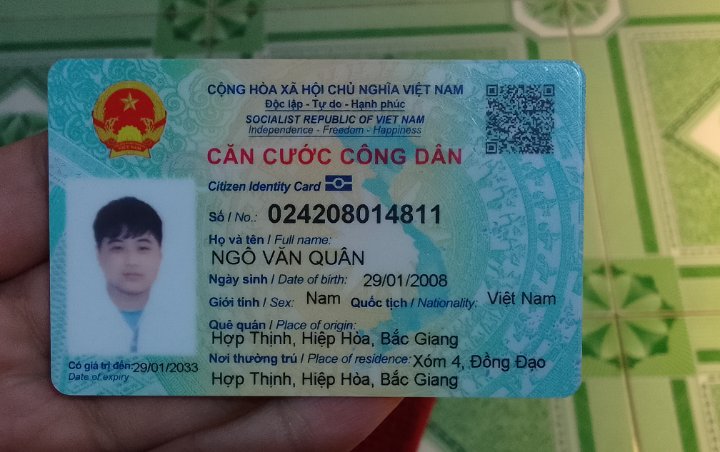 CỘNG HÒA XÃ HỘI CHỦ NGHĨA VIỆT NAM
Độc lập - Tự do - Hạnh phúc
SOCIALIST REPUBLIC OF VIET NAM
Independence - Freedom - Happiness
CĂN CƯỚC CÔNG DÂN
Citizen Identity Card
Số / No.: 024208014811
Họ và tên / Full name:
NGÔ VĂN QUÂN
Ngày sinh / Date of birth: 29/01/2008
Giới tính / Sex: Nam Quốc tịch / Nationality: Việt Nam
Quê quán / Place of origin:
Hợp Thịnh, Hiệp Hòa, Bắc Giang
Nơi thường trú / Place of residence: Xóm 4, Đồng Đạo
Hợp Thịnh, Hiệp Hòa, Bắc Giang
Có giá trị đến: 29/01/2033
Date of expiry